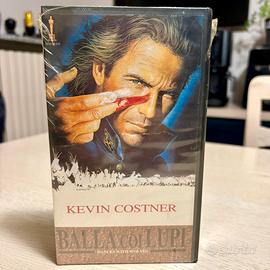 KEVIN COSTNER
BALLA COI LUPI
DANCES WITH WOLVES